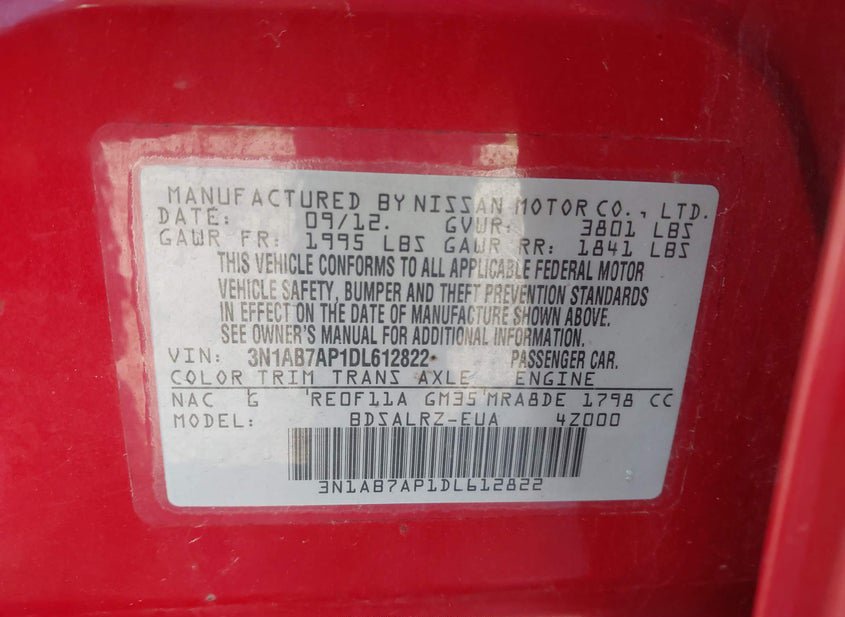 MANUFACTURED BY NISSAN MOTOR CO., LTD.
DATE: 09/12. GVWR: 3801 LBS
GAWR FR: 1995 LBS GAWR RR: 1841 LBS
THIS VEHICLE CONFORMS TO ALL APPLICABLE FEDERAL MOTOR
VEHICLE SAFETY, BUMPER AND THEFT PREVENTION STANDARDS
IN EFFECT ON THE DATE OF MANUFACTURE SHOWN ABOVE.
SEE OWNER'S MANUAL FOR ADDITIONAL INFORMATION.
VIN: 3N1AB7AP1DL612822 PASSENGER CAR.
COLOR TRIM TRANS AXLE ENGINE
NAC G RE0F11A GM35 MRA8DE 1798 CC
MODEL: BDSALRZ-EUA 4Z000
3N1AB7AP1DL612822